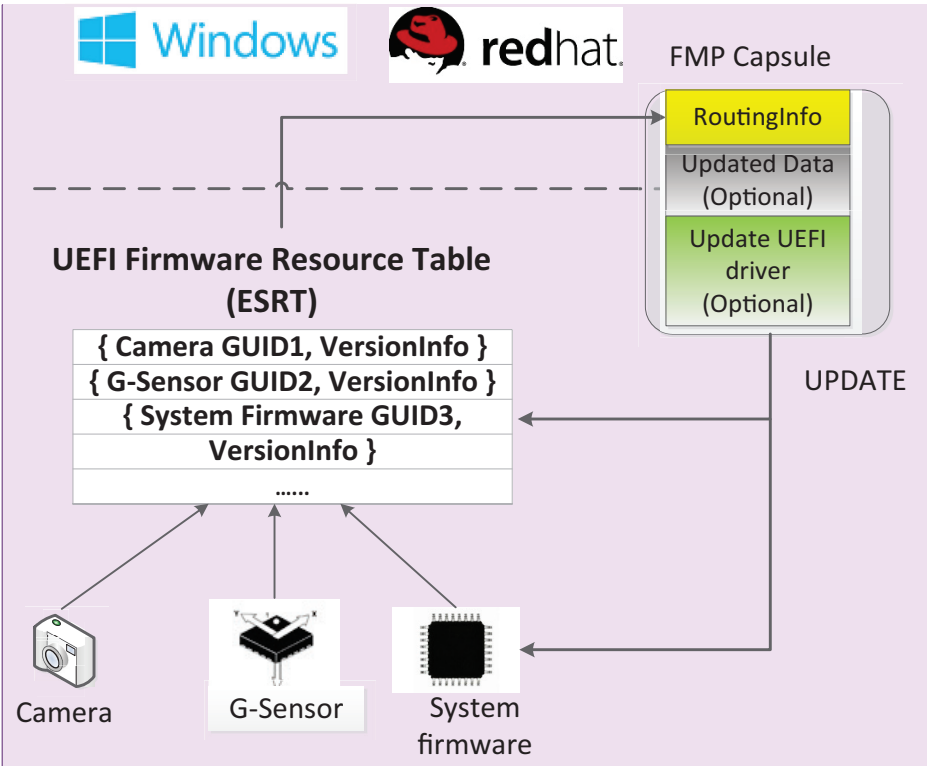 Windows
redhat.
FMP Capsule
RoutingInfo
Updated Data
(Optional)
Update UEFI
driver
(Optional)
UEFI Firmware Resource Table
(ESRT)
{ Camera GUID1, VersionInfo }
{ G-Sensor GUID2, VersionInfo }
{ System Firmware GUID3,
VersionInfo }
......
UPDATE
Y
X
Camera
G-Sensor
System
firmware